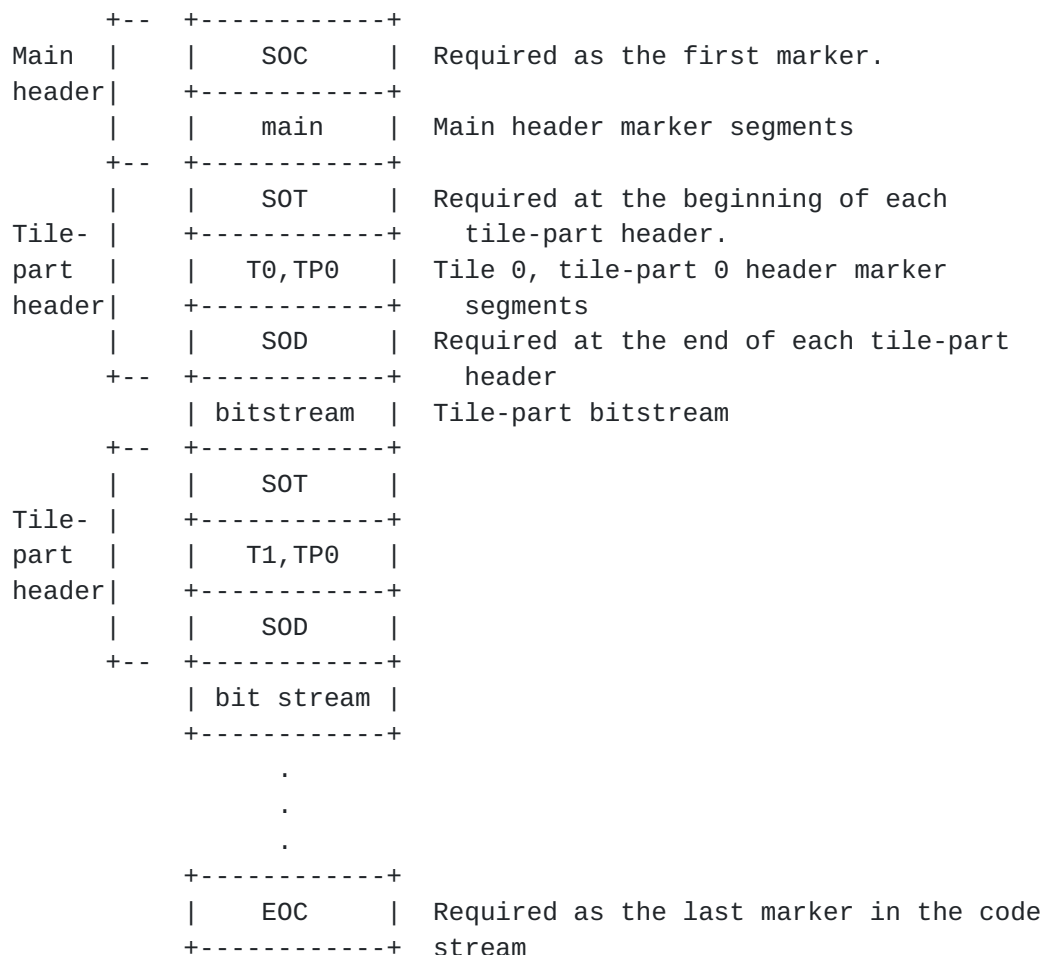 +--  +------------+
Main  |    |    SOC     |  Required as the first marker.
header|    +------------+
      |    |    main    |  Main header marker segments
      +--  +------------+
      |    |    SOT     |  Required at the beginning of each
Tile- |    +------------+    tile-part header.
part  |    |   T0,TP0   |  Tile 0, tile-part 0 header marker
header|    +------------+    segments
      |    |    SOD     |  Required at the end of each tile-part
      +--  +------------+    header
           | bitstream  |  Tile-part bitstream
      +--  +------------+
      |    |    SOT     |
Tile- |    +------------+
part  |    |   T1,TP0   |
header|    +------------+
      |    |    SOD     |
      +--  +------------+
           | bit stream |
           +------------+
                 .
                 .
                 .
           +------------+
           |    EOC     |  Required as the last marker in the code
           +------------+  stream